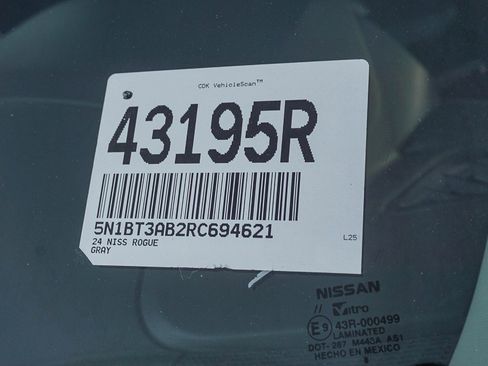 CDK VehicleScan™
43195R
5N1BT3AB2RC694621
24 NISS ROGUE
GRAY
L25
NISSAN
Vitro
E9 43R-000499
LAMINATED
DOT-287 M443A AS1
HECHO EN MEXICO